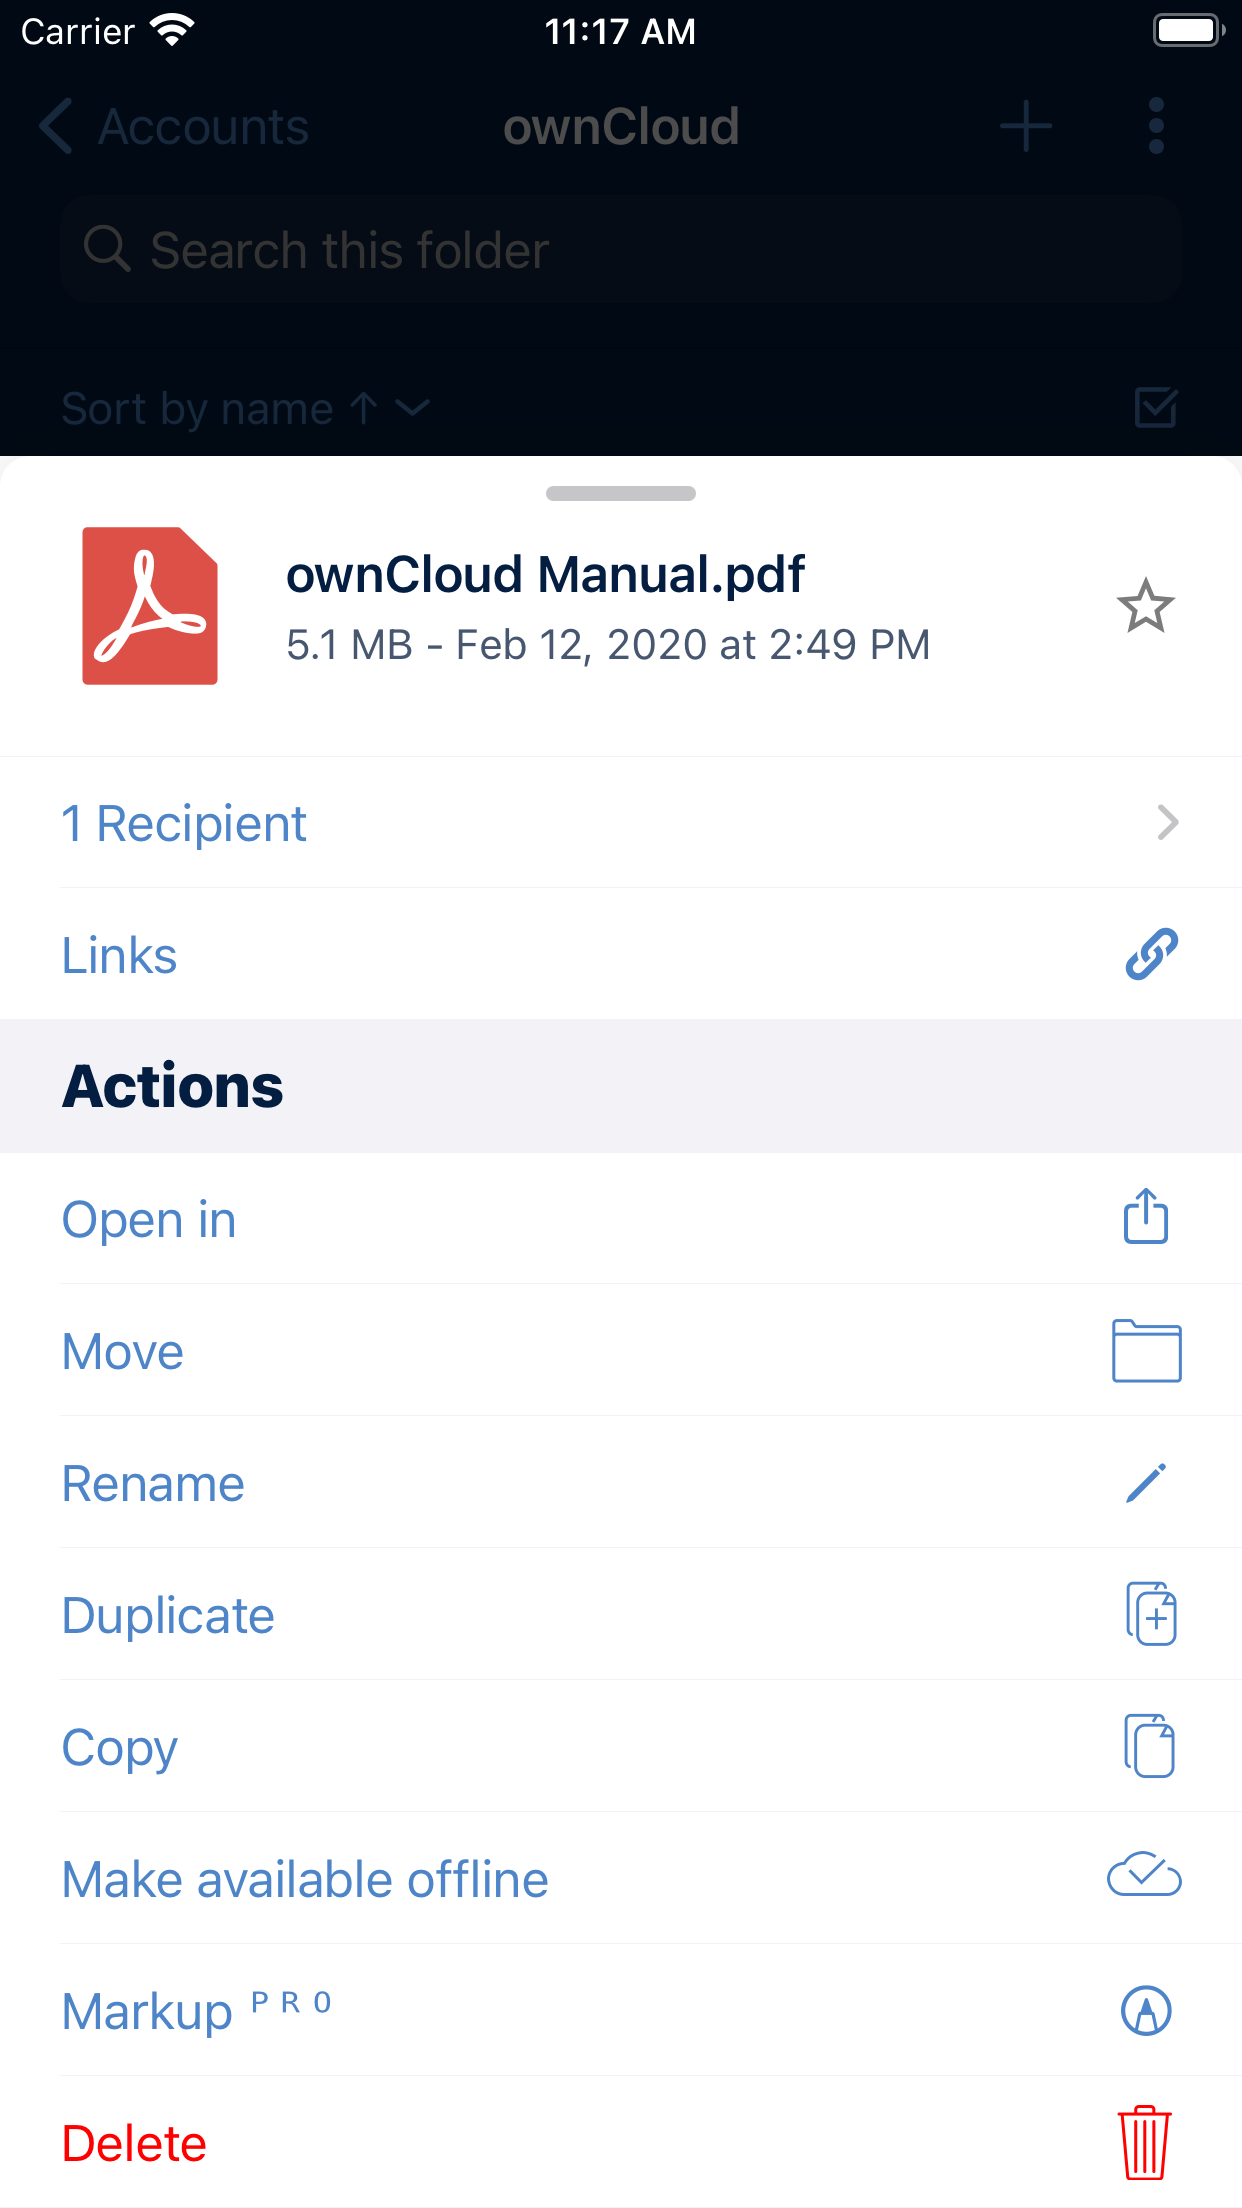 Carrier 11:17 AM
Accounts ownCloud
Search this folder
Sort by name ↑
ownCloud Manual.pdf
5.1 MB - Feb 12, 2020 at 2:49 PM
1 Recipient
Links
Actions
Open in
Move
Rename
Duplicate
Copy
Make available offline
Markup PRO
Delete